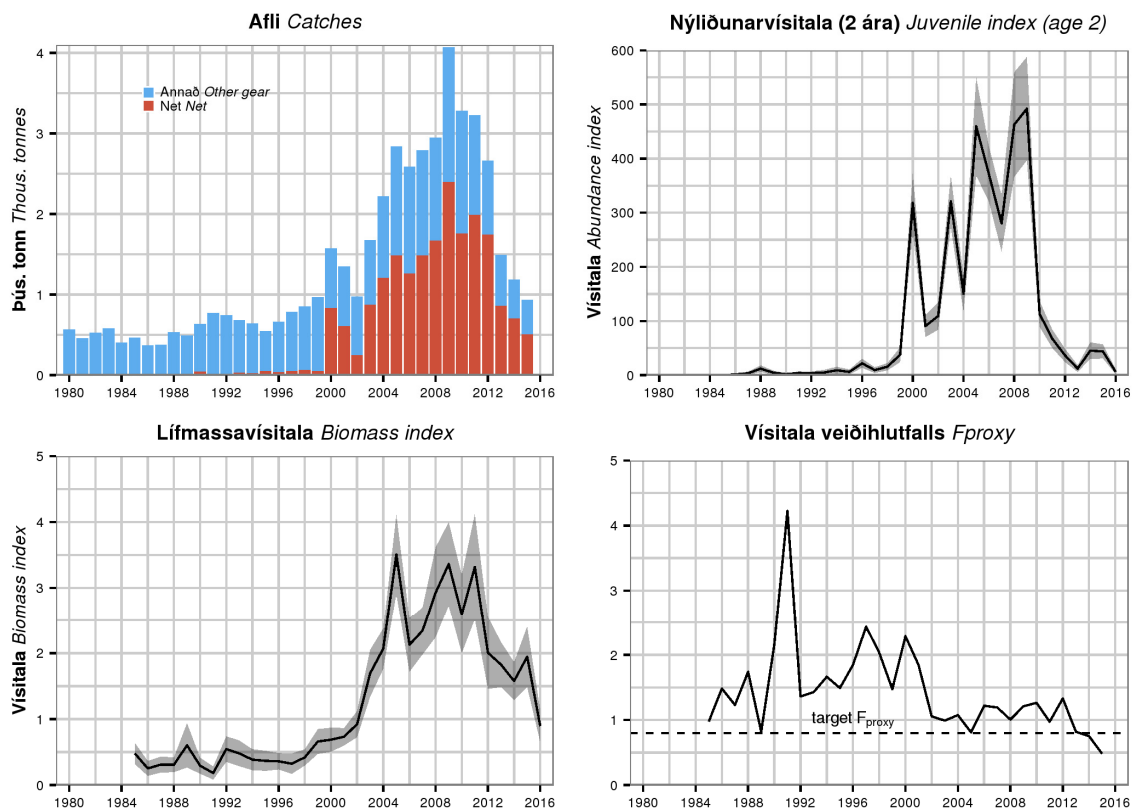 Afli Catches
Annað Other gear
Net Net
Þús. tonn Thous. tonnes
4
3
2
1
0
1980 1984 1988 1992 1996 2000 2004 2008 2012 2016
Nýliðunarvísitala (2 ára) Juvenile index (age 2)
Vísitala Abundance index
600
500
400
300
200
100
0
1980 1984 1988 1992 1996 2000 2004 2008 2012 2016
Lífmassavísitala Biomass index
Vísitala Biomass index
5
4
3
2
1
0
1980 1984 1988 1992 1996 2000 2004 2008 2012 2016
Vísitala veiðihlutfalls Fproxy
5
4
3
2
1
0
target Fproxy
1980 1984 1988 1992 1996 2000 2004 2008 2012 2016